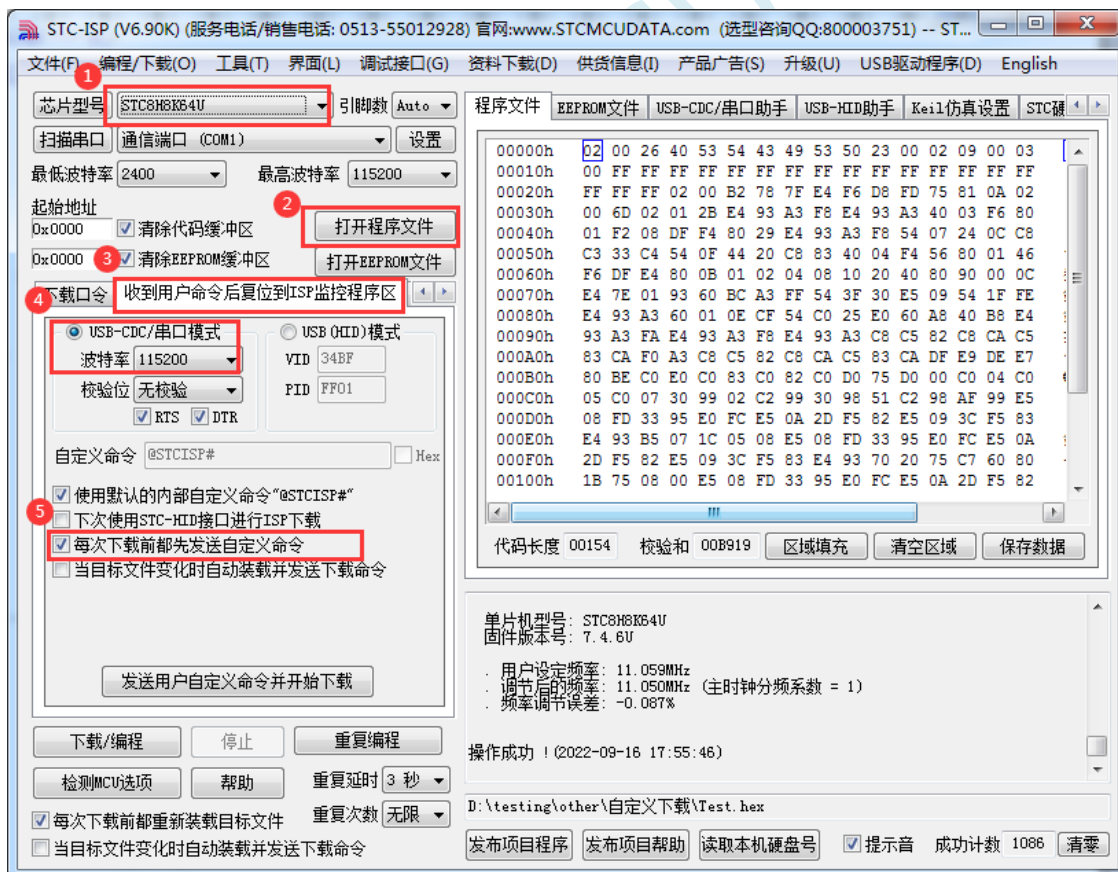 STC-ISP (V6.90K) (服务电话/销售电话: 0513-55012928) 官网:www.STCMCUDATA.com (选型咨询QQ:800003751) -- ST...
文件(F) 编程/下载(O) 工具(T) 界面(L) 调试接口(G) 资料下载(D) 供货信息(I) 产品广告(S) 升级(U) USB驱动程序(D) English
1
芯片型号 STC8H8K64U 引脚数 Auto
扫描串口 通信端口 (COM1) 设置
最低波特率 2400 最高波特率 115200
起始地址
2
0x0000 清除代码缓冲区 打开程序文件
0x0000 3 清除EEPROM缓冲区 打开EEPROM文件
4 下载口令 收到用户命令后复位到ISP监控程序区
USB-CDC/串口模式 USB(HID)模式
波特率 115200 VID 34BF
校验位 无校验 PID FF01
RTS DTR
自定义命令 @STCISP# Hex
使用默认的内部自定义命令"@STCISP#"
5 下次使用STC-HID接口进行ISP下载
每次下载前都先发送自定义命令
当目标文件变化时自动装载并发送下载命令
发送用户自定义命令并开始下载
下载/编程 停止 重复编程
检测MCU选项 帮助 重复延时 3 秒
每次下载前都重新装载目标文件 重复次数 无限
当目标文件变化时自动装载并发送下载命令
程序文件 EEPROM文件 USB-CDC/串口助手 USB-HID助手 Keil仿真设置 STC硬
00000h 02 00 26 40 53 54 43 49 53 50 23 00 02 09 00 03
00010h 00 FF FF FF FF FF FF FF FF FF FF FF FF FF FF FF
00020h FF FF FF 02 00 B2 78 7F E4 F6 D8 FD 75 81 0A 02
00030h 00 6D 02 01 2B E4 93 A3 F8 E4 93 A3 40 03 F6 80
00040h 01 F2 08 DF F4 80 29 E4 93 A3 F8 54 07 24 0C C8
00050h C3 33 C4 54 0F 44 20 C8 83 40 04 F4 56 80 01 46
00060h F6 DF E4 80 0B 01 02 04 08 10 20 40 80 90 00 0C
00070h E4 7E 01 93 60 BC A3 FF 54 3F 30 E5 09 54 1F FE
00080h E4 93 A3 60 01 0E CF 54 C0 25 E0 60 A8 40 B8 E4
00090h 93 A3 FA E4 93 A3 F8 E4 93 A3 C8 C5 82 C8 CA C5
000A0h 83 CA F0 A3 C8 C5 82 C8 CA C5 83 CA DF E9 DE E7
000B0h 80 BE C0 E0 C0 83 C0 82 C0 D0 75 D0 00 C0 04 C0
000C0h 05 C0 07 30 99 02 C2 99 30 98 51 C2 98 AF 99 E5
000D0h 08 FD 33 95 E0 FC E5 0A 2D F5 82 E5 09 3C F5 83
000E0h E4 93 B5 07 1C 05 08 E5 08 FD 33 95 E0 FC E5 0A
000F0h 2D F5 82 E5 09 3C F5 83 E4 93 70 20 75 C7 60 80
00100h 1B 75 08 00 E5 08 FD 33 95 E0 FC E5 0A 2D F5 82
代码长度 00154 校验和 00B919 区域填充 清空区域 保存数据
单片机型号: STC8H8K64U
固件版本号: 7.4.6U
. 用户设定频率: 11.059MHz
. 调节后的频率: 11.050MHz (主时钟分频系数 = 1)
. 频率调节误差: -0.087%
操作成功 !(2022-09-16 17:55:46)
D:\testing\other\自定义下载\Test.hex
发布项目程序 发布项目帮助 读取本机硬盘号 提示音 成功计数 1086 清零